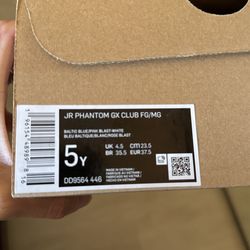 JR PHANTOM GX CLUB FG/MG
BALTIC BLUE/PINK BLAST-WHITE
BLEU BALTIQUE/BLANC/ROSE BLAST
5Y
UK 4.5 CM 23.5
BR 35.5 EUR 37.5
DD9564 446